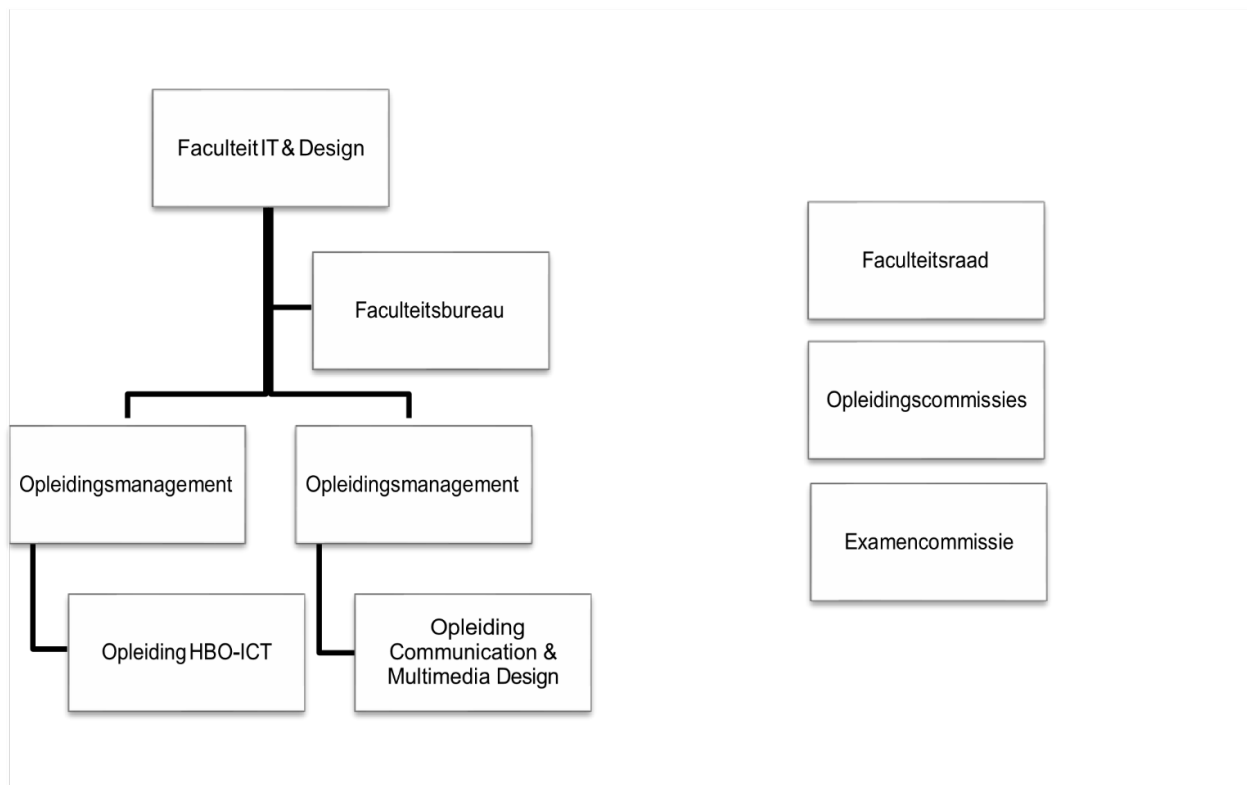 Faculteit IT & Design
Faculteitsbureau
Opleidingsmanagement
Opleidingsmanagement
Opleiding HBO-ICT
Opleiding
Communication &
Multimedia Design
Faculteitsraad
Opleidingscommissies
Examencommissie